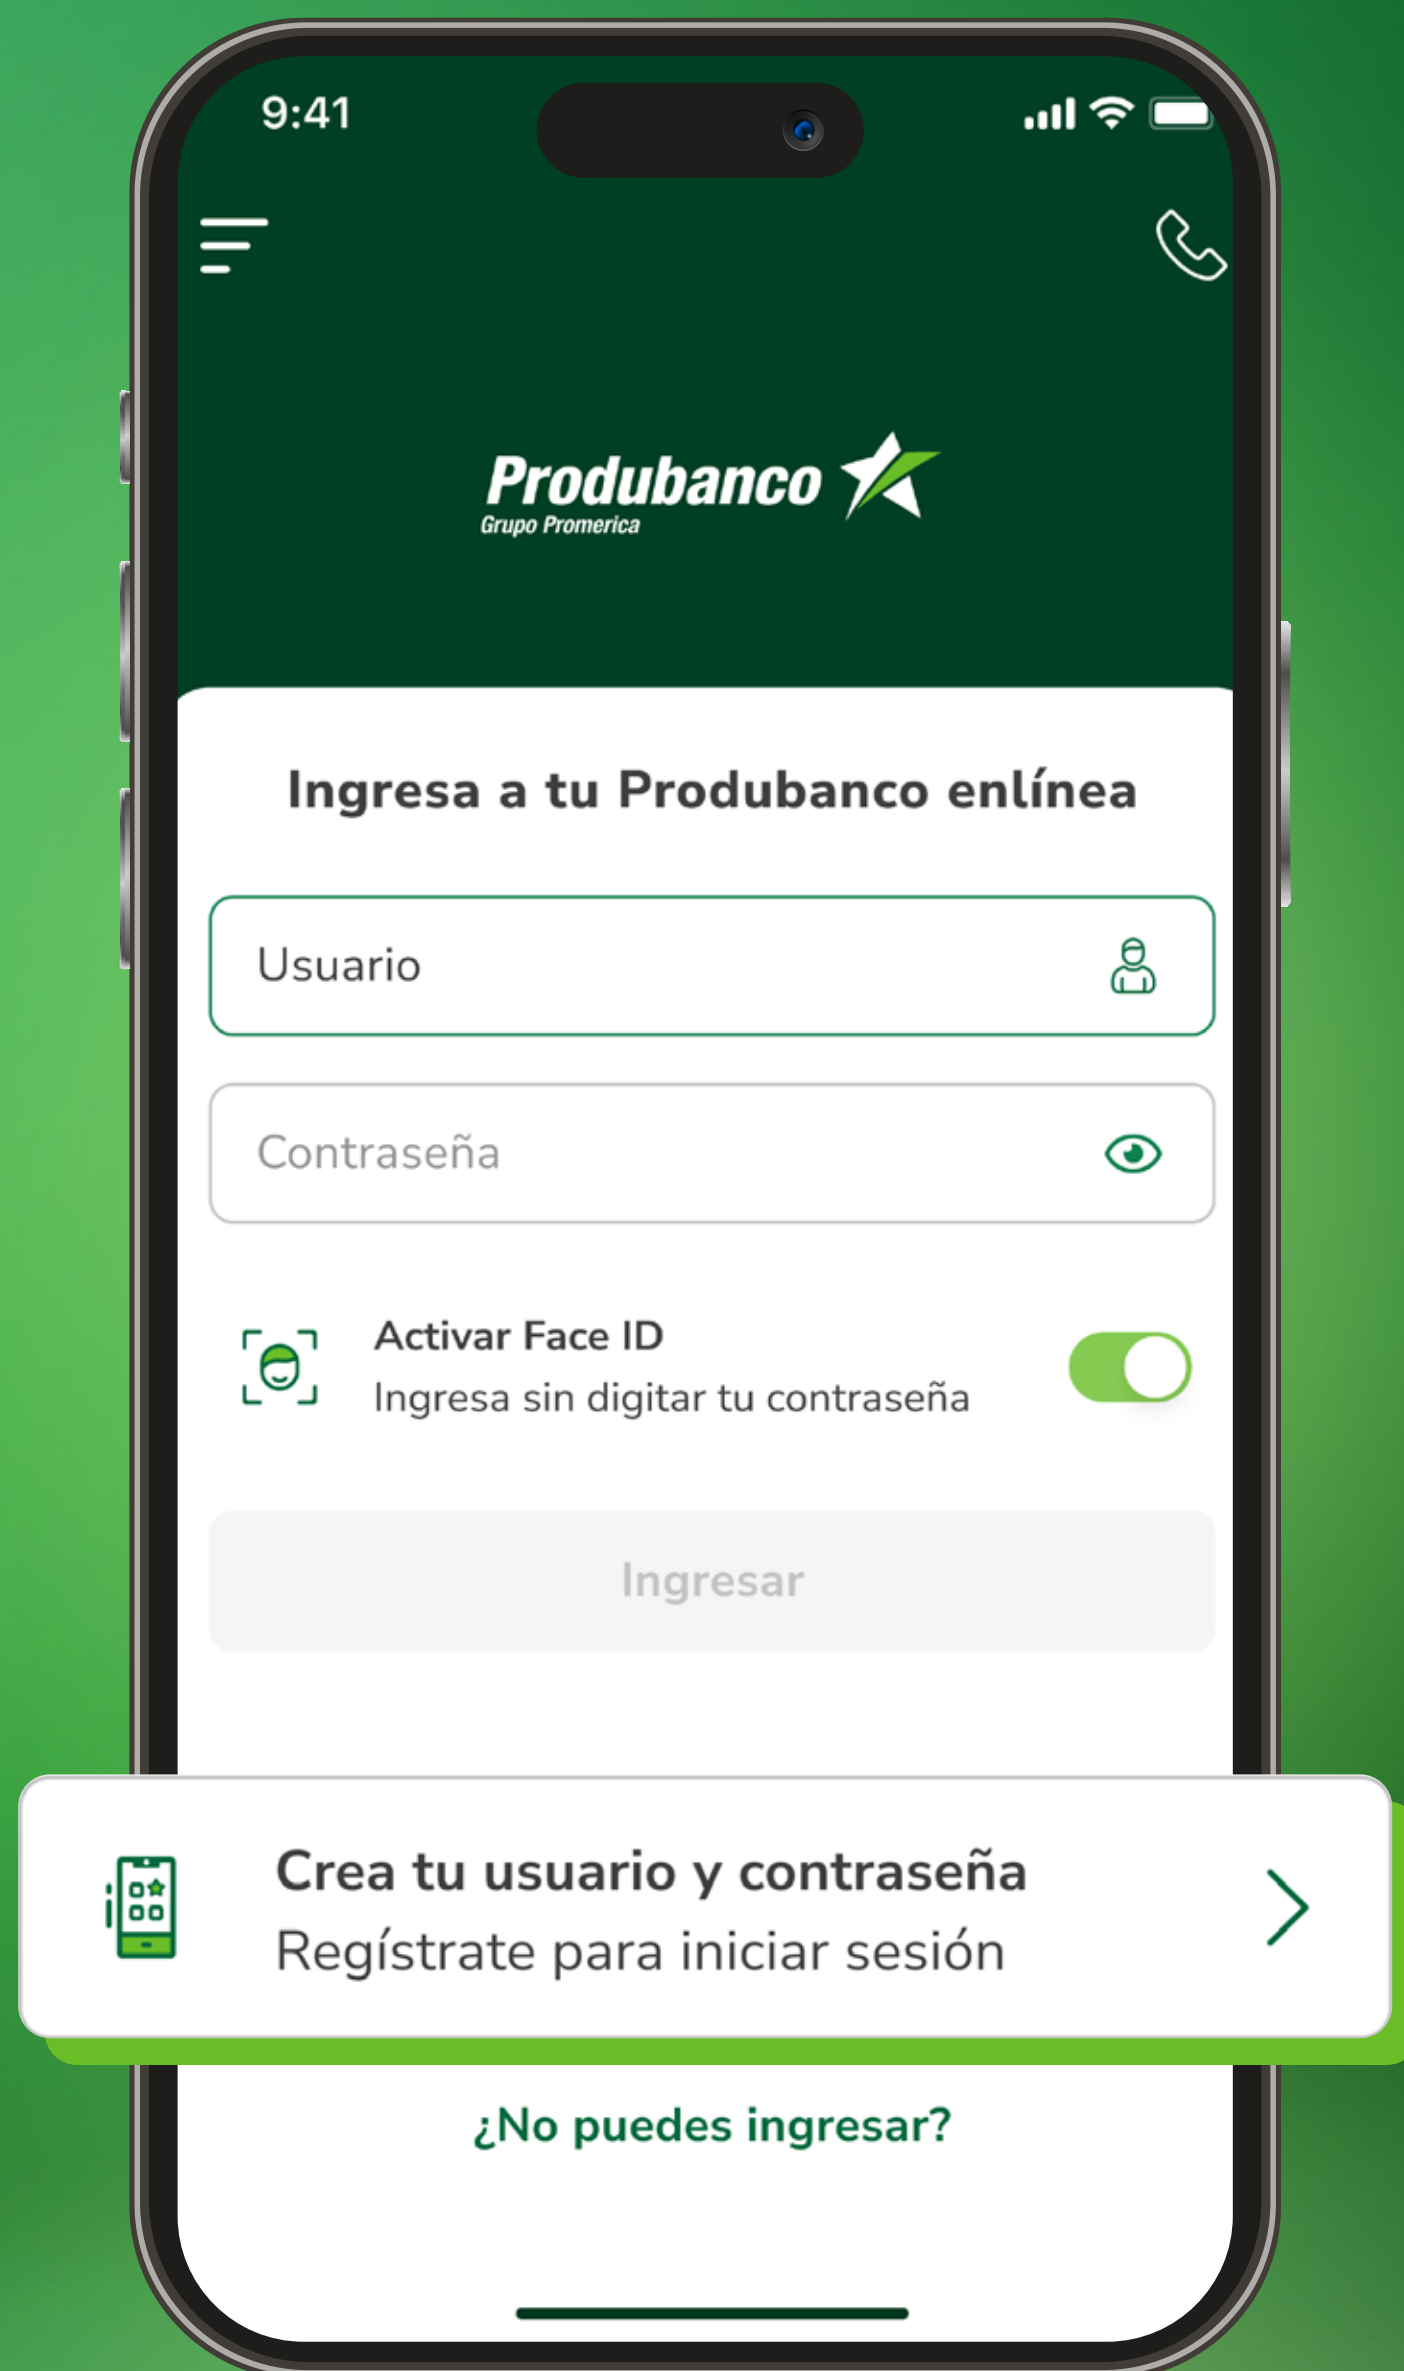 9:41
Produbanco
Grupo Promerica
Ingresa a tu Produbanco enlínea
Usuario
Contraseña
Activar Face ID
Ingresa sin digitar tu contraseña
Ingresar
Crea tu usuario y contraseña
Regístrate para iniciar sesión
¿No puedes ingresar?